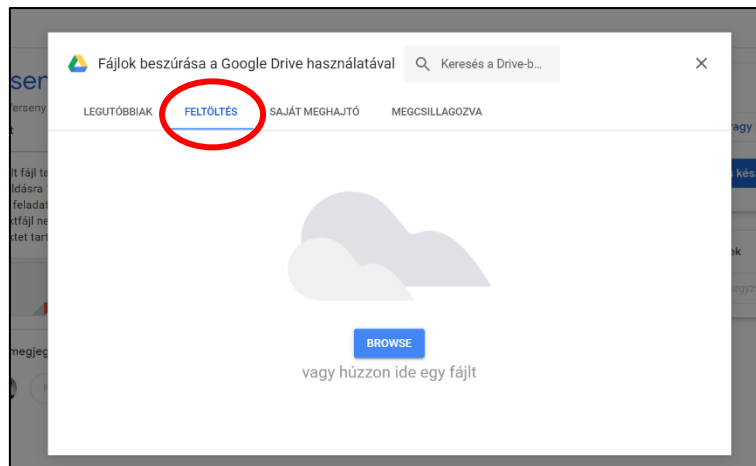 Fájlok beszúrása a Google Drive használatával
Keresés a Drive-b...
LEGUTÓBBIAK FELTÖLTÉS SAJÁT MEGHAJTÓ MEGCSILLAGOZVA
BROWSE
vagy húzzon ide egy fájlt